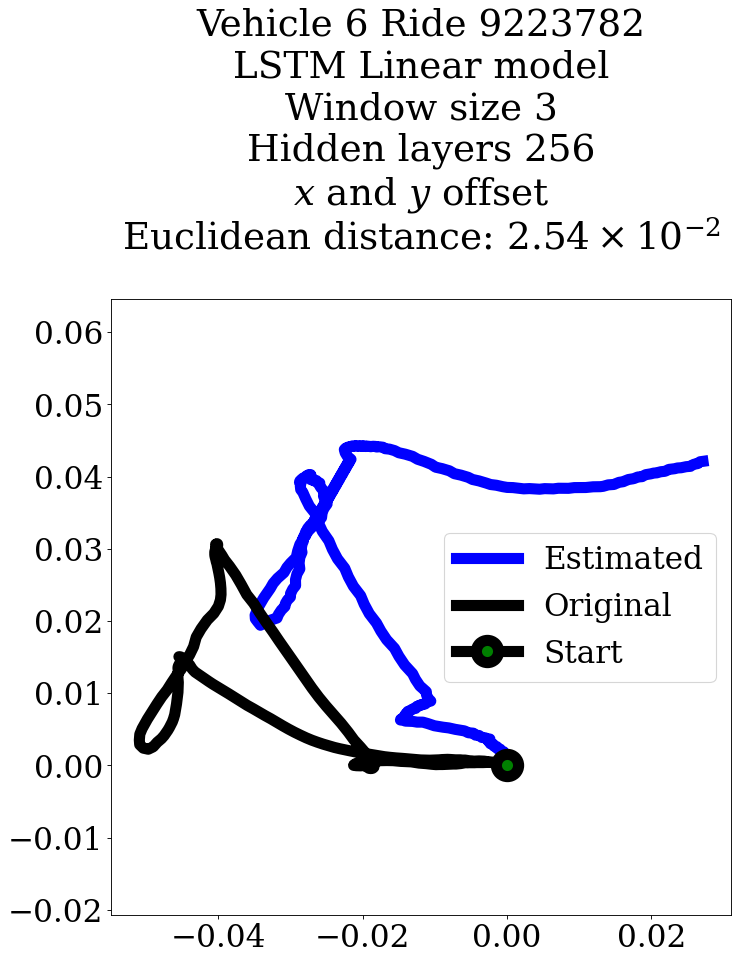 Vehicle 6 Ride 9223782
LSTM Linear model
Window size 3
Hidden layers 256
x and y offset
Euclidean distance: 2.54 × 10⁻²
0.06
0.05
0.04
0.03
0.02
0.01
0.00
−0.01
−0.02
Estimated
Original
Start
−0.04 −0.02 0.00 0.02